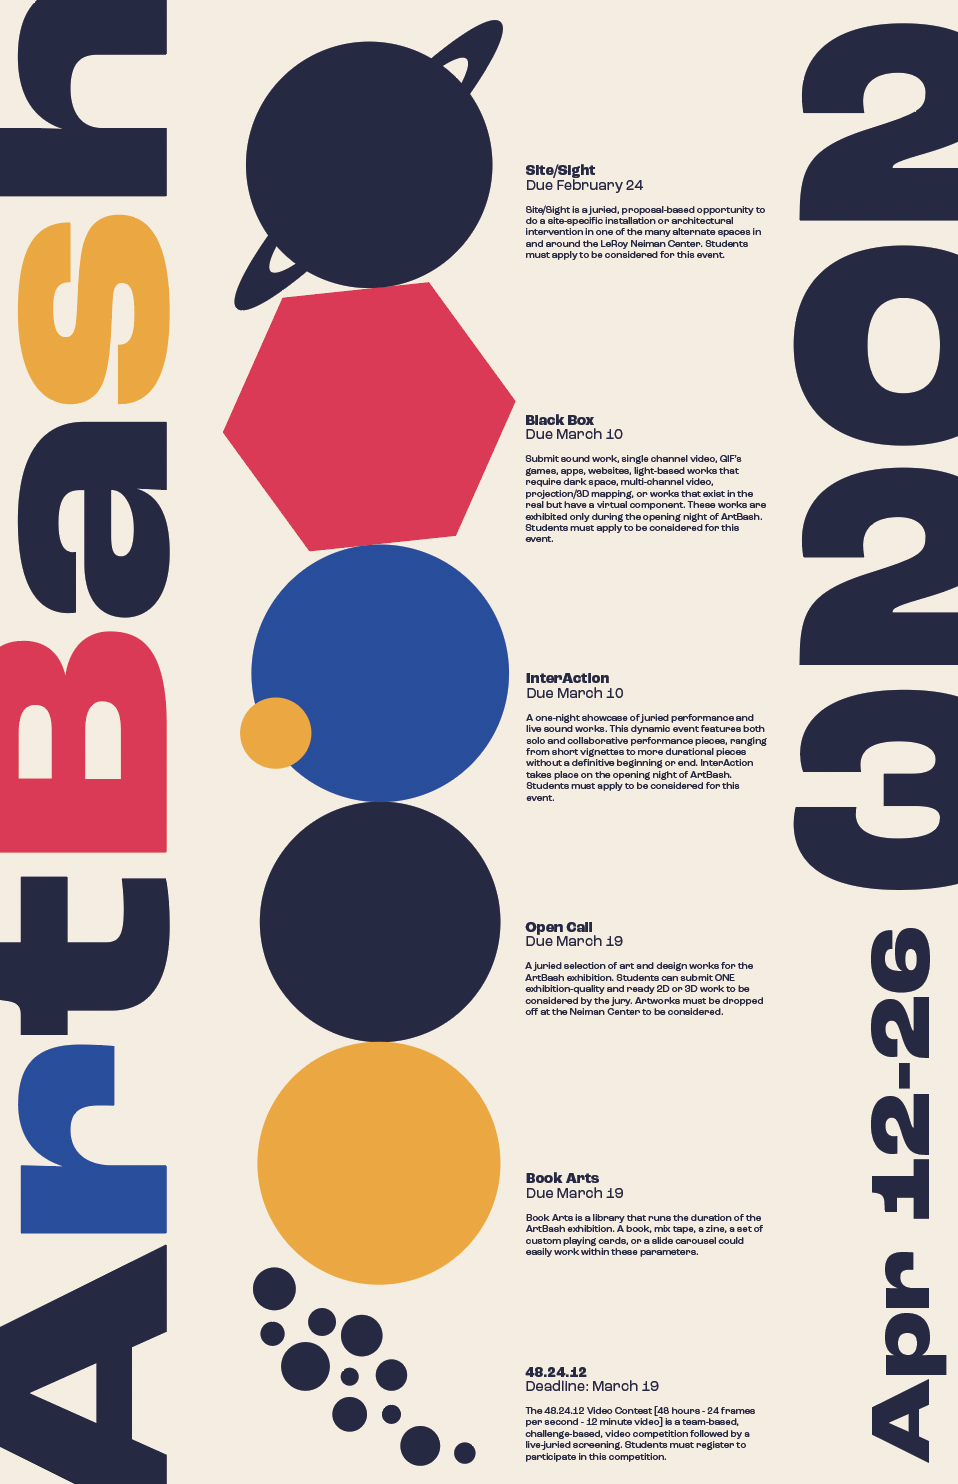 ArtBash
2023
Apr 12-26
Site/Sight
Due February 24
Site/Sight is a juried, proposal-based opportunity to
do a site-specific installation or architectural
intervention in one of the many alternate spaces in
and around the LeRoy Neiman Center. Students
must apply to be considered for this event.
Black Box
Due March 10
Submit sound work, single channel video, GIF's
games, apps, websites, light-based works that
require dark space, multi-channel video,
projection/3D mapping, or works that exist in the
real but have a virtual component. These works are
exhibited only during the opening night of ArtBash.
Students must apply to be considered for this
event.
InterAction
Due March 10
A one-night showcase of juried performance and
live sound works. This dynamic event features both
solo and collaborative performance pieces, ranging
from short vignettes to more durational pieces
without a definitive beginning or end. InterAction
takes place on the opening night of ArtBash.
Students must apply to be considered for this
event.
Open Call
Due March 19
A juried selection of art and design works for the
ArtBash exhibition. Students can submit ONE
exhibition-quality and ready 2D or 3D work to be
considered by the jury. Artworks must be dropped
off at the Neiman Center to be considered.
Book Arts
Due March 19
Book Arts is a library that runs the duration of the
ArtBash exhibition. A book, mix tape, a zine, a set of
custom playing cards, or a slide carousel could
easily work within these parameters.
48.24.12
Deadline: March 19
The 48.24.12 Video Contest [48 hours - 24 frames
per second - 12 minute video] is a team-based,
challenge-based, video competition followed by a
live-juried screening. Students must register to
participate in this competition.